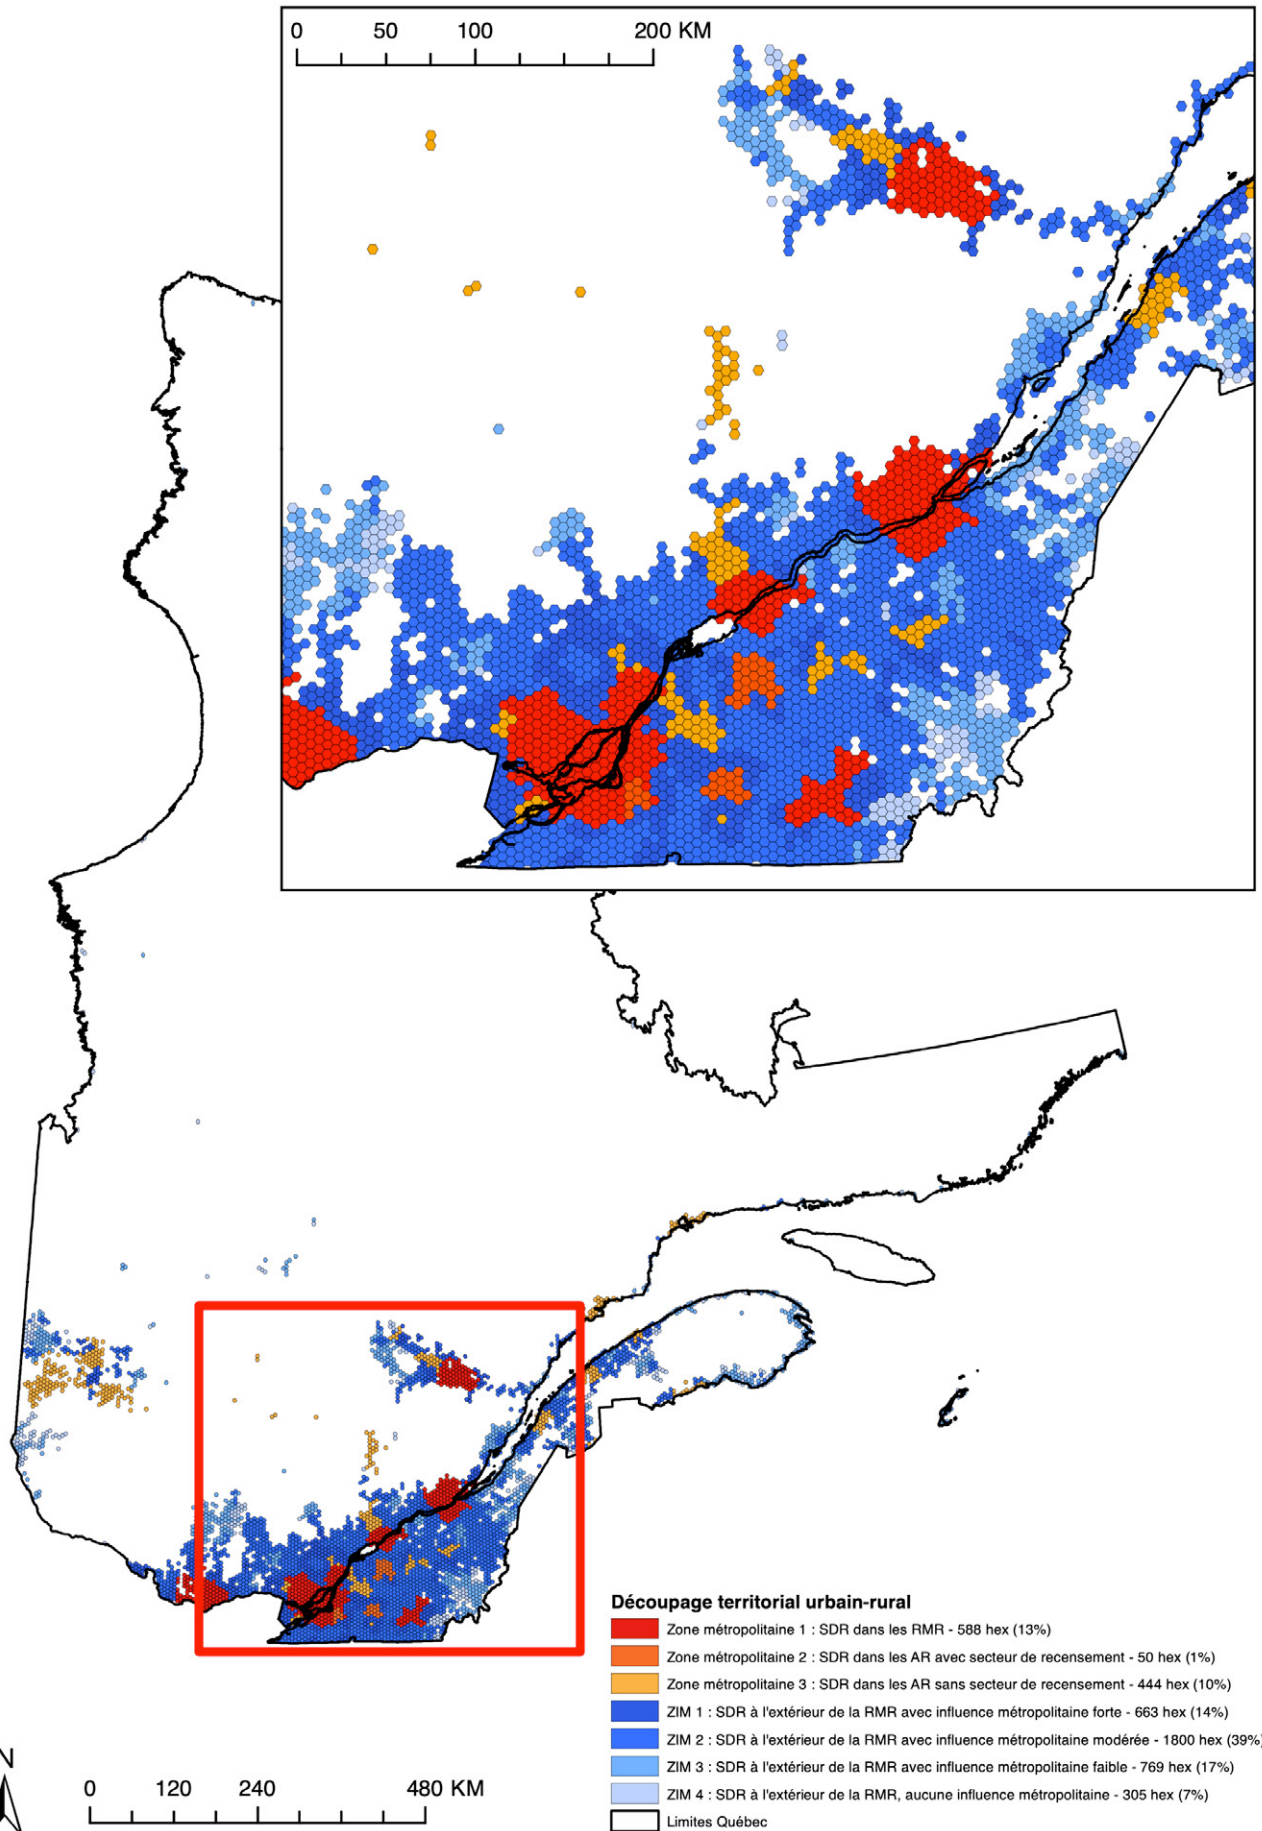 0 50 100 200 KM
Découpage territorial urbain-rural
Zone métropolitaine 1 : SDR dans les RMR - 588 hex (13%)
Zone métropolitaine 2 : SDR dans les AR avec secteur de recensement - 50 hex (1%)
Zone métropolitaine 3 : SDR dans les AR sans secteur de recensement - 444 hex (10%)
ZIM 1 : SDR à l'extérieur de la RMR avec influence métropolitaine forte - 663 hex (14%)
ZIM 2 : SDR à l'extérieur de la RMR avec influence métropolitaine modérée - 1800 hex (39%)
ZIM 3 : SDR à l'extérieur de la RMR avec influence métropolitaine faible - 769 hex (17%)
ZIM 4 : SDR à l'extérieur de la RMR, aucune influence métropolitaine - 305 hex (7%)
Limites Québec
N
0 120 240 480 KM